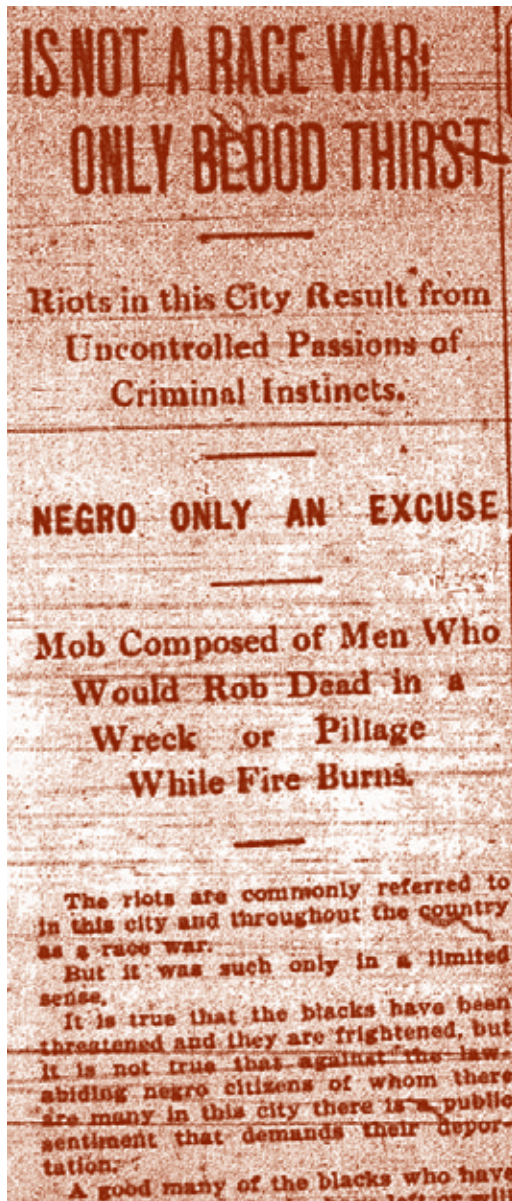 IS NOT A RACE WAR;
ONLY BLOOD THIRST
Riots in this City Result from
Uncontrolled Passions of
Criminal Instincts.
NEGRO ONLY AN EXCUSE
Mob Composed of Men Who
Would Rob Dead in a
Wreck or Pillage
While Fire Burns.
The riots are commonly referred to
in this city and throughout the country
as a race war.
But it was such only in a limited
sense.
It is true that the blacks have been
threatened and they are frightened, but
it is not true that against the law-
abiding negro citizens of whom there
are many in this city there is a public
sentiment that demands their depor-
tation.
A good many of the blacks who have